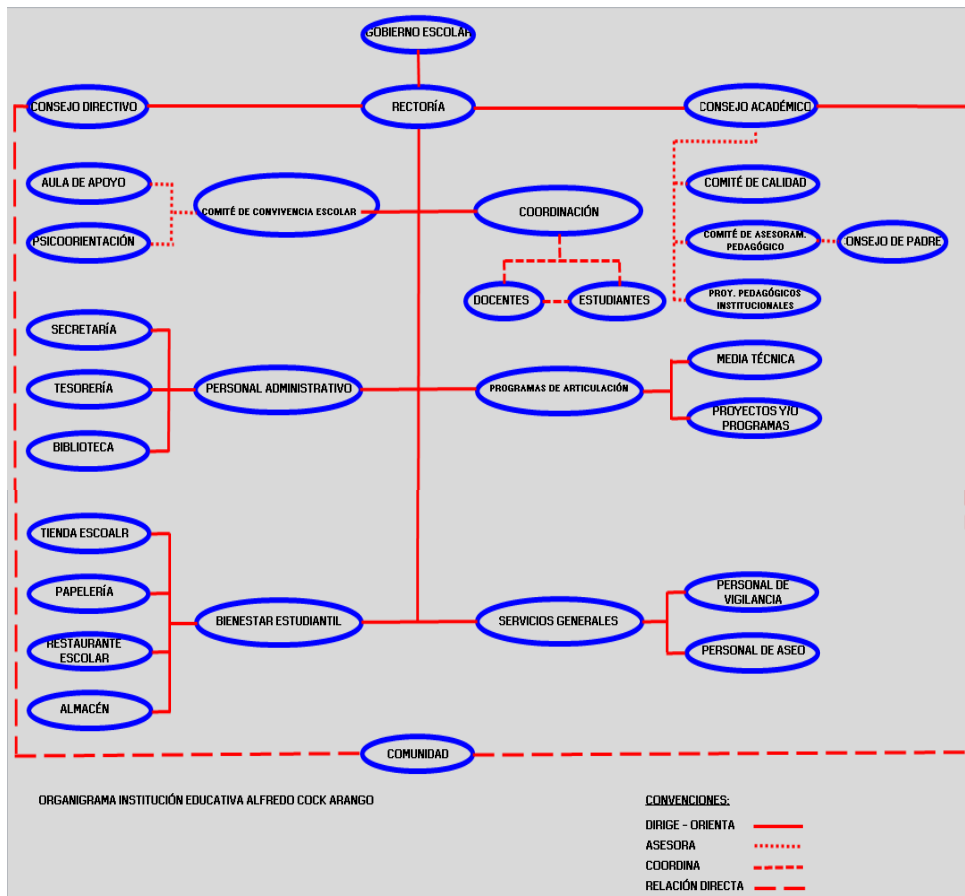 GOBIERNO ESCOLAR
CONSEJO DIRECTIVO
RECTORÍA
CONSEJO ACADÉMICO
AULA DE APOYO
PSICOORIENTACIÓN
COMITÉ DE CONVIVENCIA ESCOLAR
COORDINACIÓN
DOCENTES
ESTUDIANTES
COMITÉ DE CALIDAD
COMITÉ DE ASESORAM.
PEDAGÓGICO
ONSEJO DE PADRE
PROY. PEDAGÓGICOS
INSTITUCIONALES
SECRETARÍA
TESORERÍA
BIBLIOTECA
PERSONAL ADMINISTRATIVO
PROGRAMAS DE ARTICULACIÓN
MEDIA TÉCNICA
PROYECTOS Y/O
PROGRAMAS
TIENDA ESCOALR
PAPELERÍA
RESTAURANTE
ESCOLAR
ALMACÉN
BIENESTAR ESTUDIANTIL
SERVICIOS GENERALES
PERSONAL DE
VIGILANCIA
PERSONAL DE ASEO
COMUNIDAD
ORGANIGRAMA INSTITUCIÓN EDUCATIVA ALFREDO COCK ARANGO
CONVENCIONES:
DIRIGE - ORIENTA
ASESORA
COORDINA
RELACIÓN DIRECTA